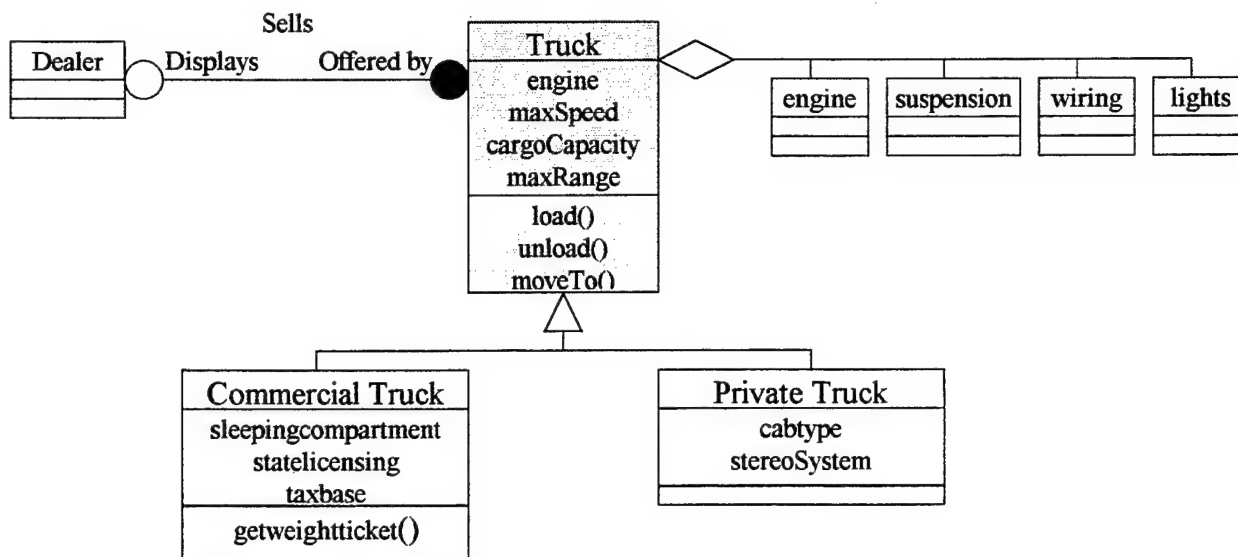 Sells
Dealer
Displays
Offered by
Truck
engine
maxSpeed
cargoCapacity
maxRange
load()
unload()
moveTo()
engine
suspension
wiring
lights
Commercial Truck
sleepingcompartment
statelicensing
taxbase
getweightticket()
Private Truck
cabtype
stereoSystem